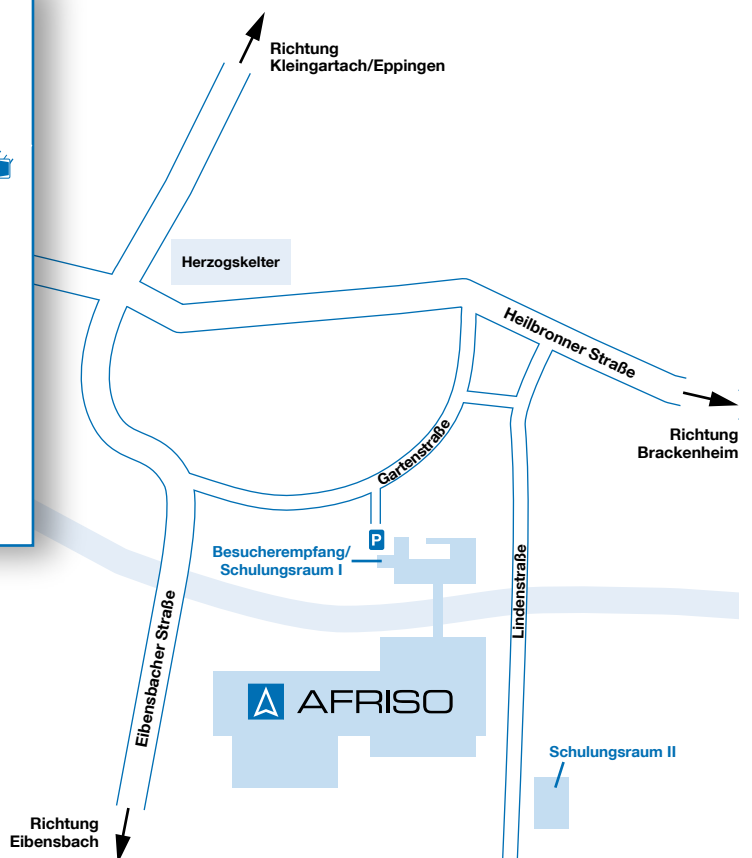 Richtung
Kleingartach/Eppingen
Herzogskelter
Heilbronner Straße
Richtung
Brackenheim
Gartenstraße
P
Besucherempfang/
Schulungsraum I
Lindenstraße
Eibensbacher Straße
AFRISO
Schulungsraum II
Richtung
Eibensbach